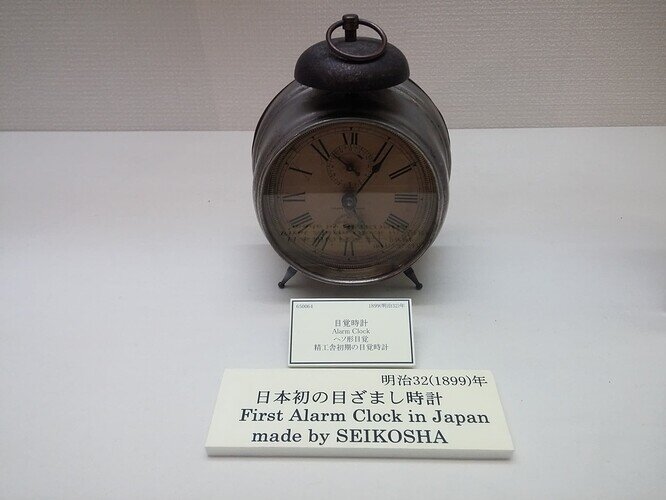 XII
650064
1899(明治32)年
目覚時計
Alarm Clock
ヘソ形目覚
精工舎初期の目覚時計
明治32(1899)年
日本初の目ざまし時計
First Alarm Clock in Japan
made by SEIKOSHA